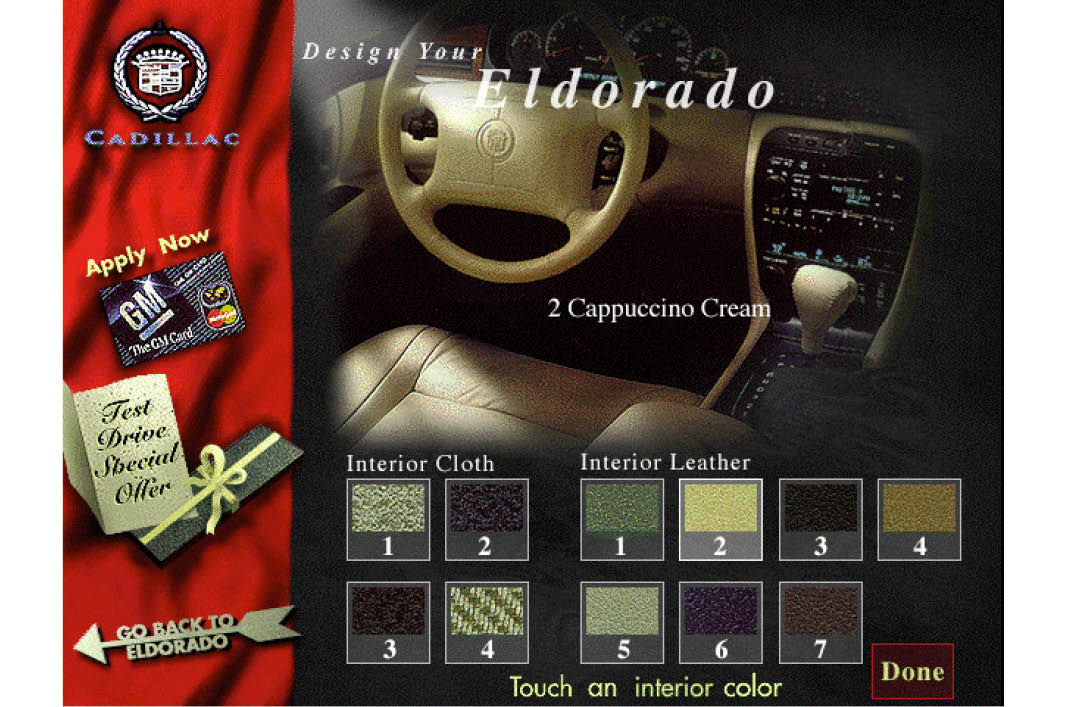 CADILLAC
Design Your
Eldorado
Apply Now
GM
The GM Card
MasterCard
2 Cappuccino Cream
Test
Drive
Special
Offer
Interior Cloth
1 2
3 4
Interior Leather
1 2 3 4
5 6 7
GO BACK TO
ELDORADO
Touch an interior color
Done